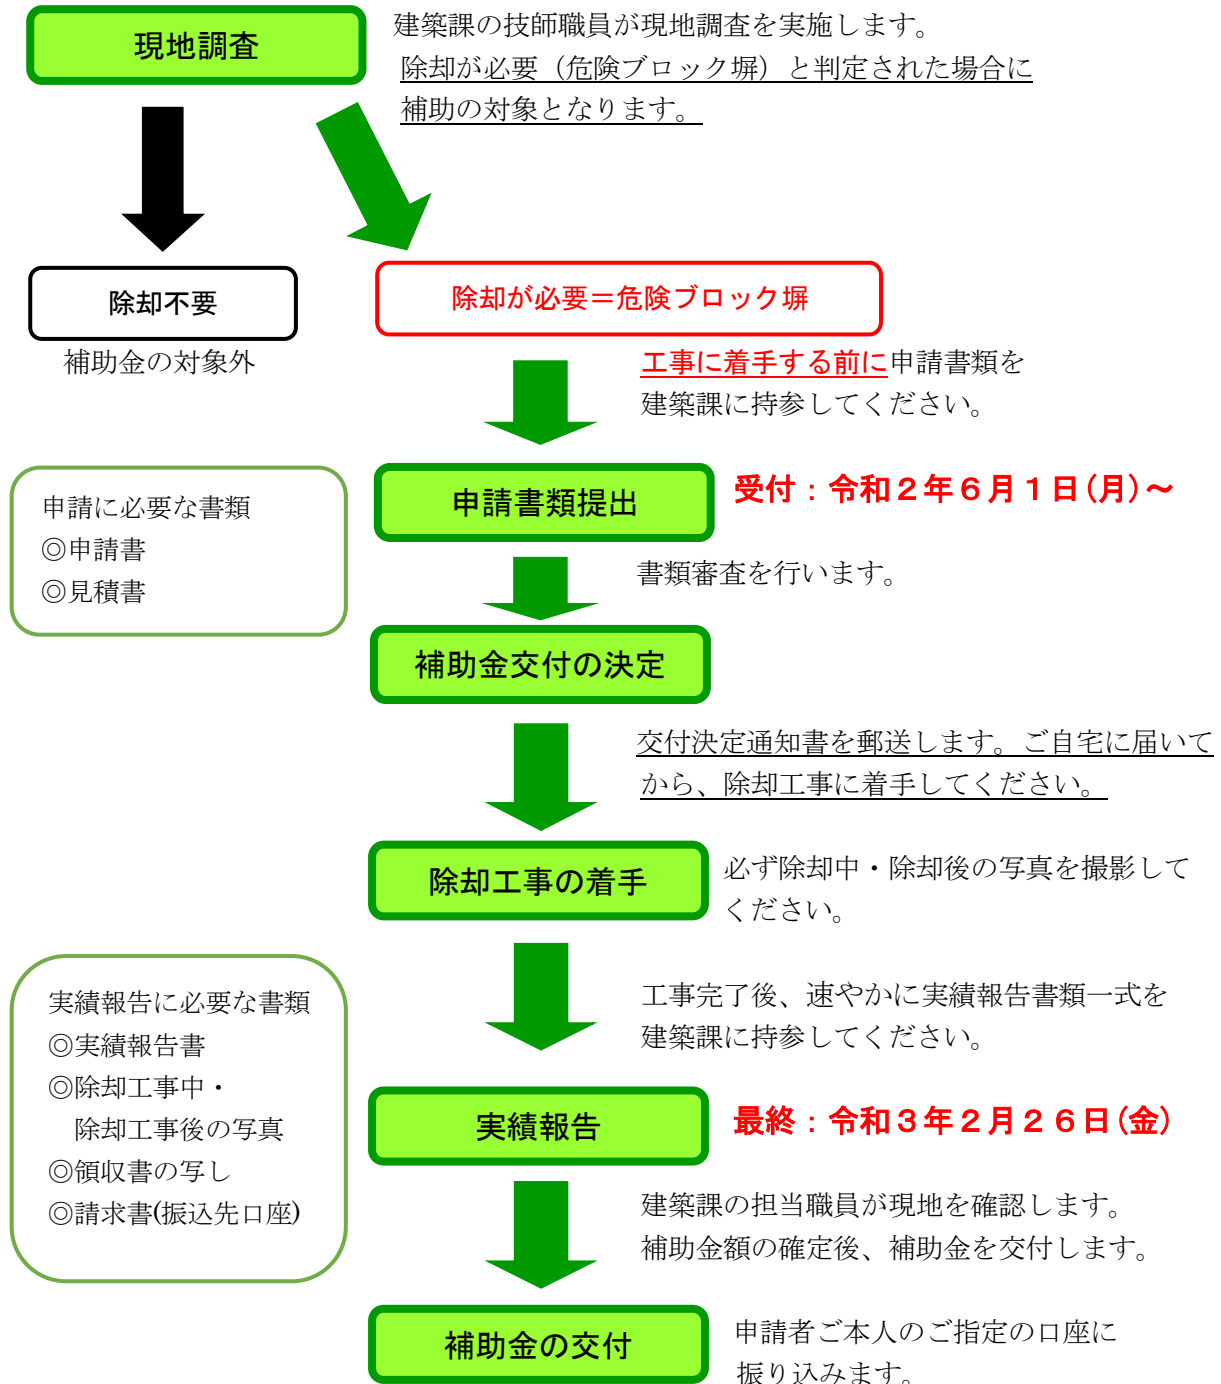 現地調査
建築課の技師職員が現地調査を実施します。
除却が必要（危険ブロック塀）と判定された場合に
補助の対象となります。
除却不要
補助金の対象外
除却が必要＝危険ブロック塀
工事に着手する前に申請書類を
建築課に持参してください。
申請書類提出
受付：令和２年６月１日(月)～
申請に必要な書類
◎申請書
◎見積書
書類審査を行います。
補助金交付の決定
交付決定通知書を郵送します。ご自宅に届いて
から、除却工事に着手してください。
除却工事の着手
必ず除却中・除却後の写真を撮影して
ください。
工事完了後、速やかに実績報告書類一式を
建築課に持参してください。
実績報告に必要な書類
◎実績報告書
◎除却工事中・
除却工事後の写真
◎領収書の写し
◎請求書(振込先口座)
実績報告
最終：令和３年２月２６日(金)
建築課の担当職員が現地を確認します。
補助金額の確定後、補助金を交付します。
補助金の交付
申請者ご本人のご指定の口座に
振り込みます。